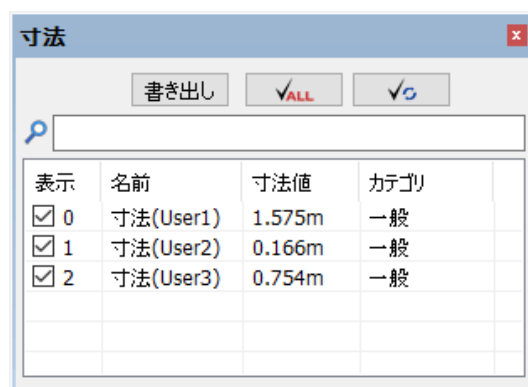 寸法
書き出し ALL
表示 名前 寸法値 カテゴリ
0 寸法(User1) 1.575m 一般
1 寸法(User2) 0.166m 一般
2 寸法(User3) 0.754m 一般